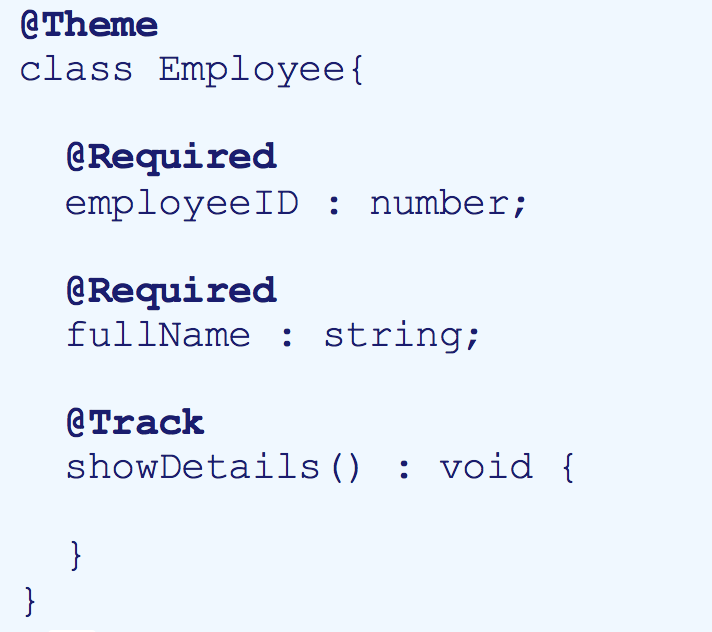 @Theme
class Employee{
@Required
employeeID : number;
@Required
fullName : string;
@Track
showDetails() : void {
}
}